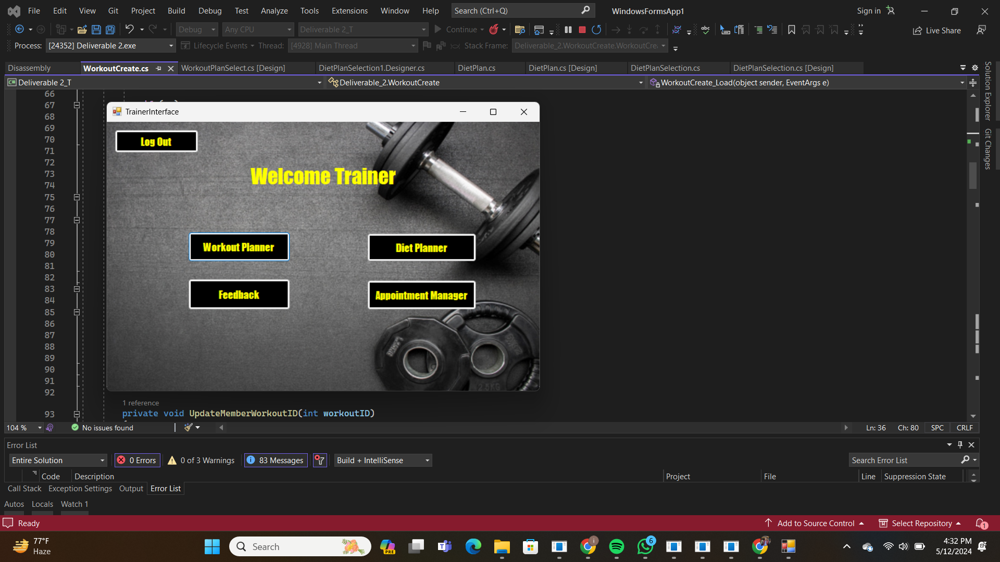 File Edit View Git Project Build Debug Test Analyze Tools Extensions Window Help Search (Ctrl+Q) WindowsFormsApp1 Sign in
Debug Any CPU Deliverable 2_T Continue Live Share
Process: [24352] Deliverable 2.exe Lifecycle Events Thread: [4928] Main Thread Stack Frame: Deliverable_2.WorkoutCreate.WorkoutCre
Disassembly WorkoutCreate.cs WorkoutPlanSelect.cs [Design] DietPlanSelection1.Designer.cs DietPlan.cs DietPlan.cs [Design] DietPlanSelection.cs DietPlanSelection.cs [Design]
Deliverable 2_T Deliverable_2.WorkoutCreate WorkoutCreate_Load(object sender, EventArgs e)
Solution Explorer
Git Changes
66
67
68
69
70
71
72
73
74
75
76
77
78
79
80
81
82
83
84
85
86
87
88
89
90
91
92
TrainerInterface
Log Out
Welcome Trainer
Workout Planner Diet Planner
Feedback Appointment Manager
2.5KG
1 reference
93 private void UpdateMemberWorkoutID(int workoutID)
104 % No issues found Ln: 36 Ch: 80 SPC CRLF
Error List
Entire Solution 0 Errors 0 of 3 Warnings 83 Messages Build + IntelliSense Search Error List
Code Description Project File Line Suppression State
Call Stack Exception Settings Output Error List
Autos Locals Watch 1
Ready Add to Source Control Select Repository 1
77°F
Haze
Search PRE 6 4:32 PM
5/12/2024